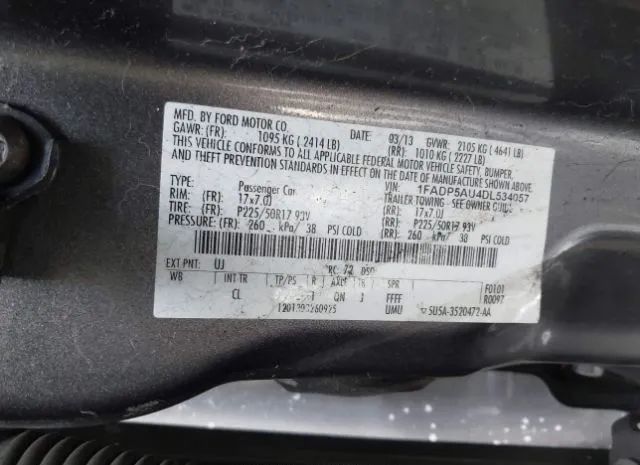 MFD. BY FORD MOTOR CO.
DATE: 03/13 GVWR: 2105 KG (4641 LB)
GAWR: (FR): 1095 KG (2414 LB) (RR): 1010 KG (2227 LB)
THIS VEHICLE CONFORMS TO ALL APPLICABLE FEDERAL MOTOR VEHICLE SAFETY, BUMPER,
AND THEFT PREVENTION STANDARDS IN EFFECT ON THE DATE OF MANUFACTURE SHOWN ABOVE.
VIN: 1FADP5AU4DL534057
TYPE: Passenger Car TRAILER TOWING - SEE OWNER GUIDE
RIM: (FR): 17x7.0J (RR): 17x7.0J
TIRE: (FR): P225/50R17 93V (RR): P225/50R17 93V
PRESSURE: (FR): 260 kPa/ 38 PSI COLD (RR): 260 kPa/ 38 PSI COLD
EXT PNT: UJ RC: 72 DSO:
WB INT TR TP/PS R AXLE TR SPR F0101
CL 1 QN J FFFF R0097
UMU 5U5A-3520472-AA